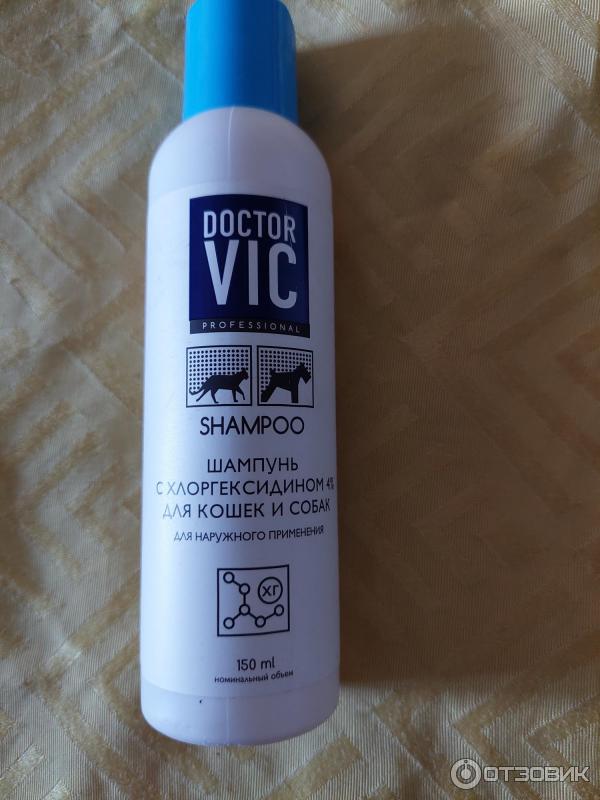 DOCTOR
VIC
PROFESSIONAL
SHAMPOO
ШАМПУНЬ
С ХЛОРГЕКСИДИНОМ 4%
ДЛЯ КОШЕК И СОБАК
ДЛЯ НАРУЖНОГО ПРИМЕНЕНИЯ
ХГ
150 ml
номинальный объем
ОТЗОВИК